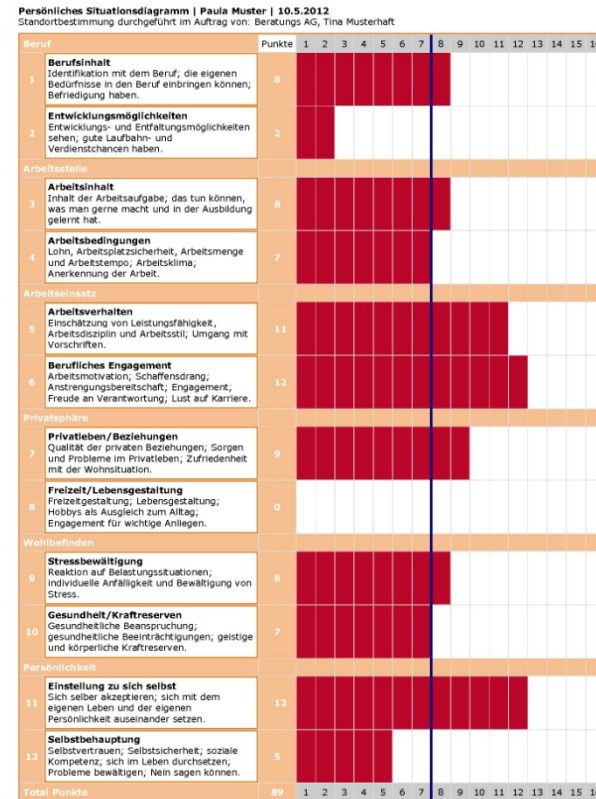 Persönliches Situationsdiagramm | Paula Muster | 10.5.2012
Standortbestimmung durchgeführt im Auftrag von: Beratungs AG, Tina Musterhaft
Beruf Punkte 1 2 3 4 5 6 7 8 9 10 11 12 13 14 15
1
Berufsinhalt
Identifikation mit dem Beruf; die eigenen
Bedürfnisse in den Beruf einbringen können;
Befriedigung haben.
8
2
Entwicklungsmöglichkeiten
Entwicklungs- und Entfaltungsmöglichkeiten
sehen; gute Laufbahn- und
Verdienstchancen haben.
2
Arbeitsstelle
3
Arbeitsinhalt
Inhalt der Arbeitsaufgabe; das tun können,
was man gerne macht und in der Ausbildung
gelernt hat.
8
4
Arbeitsbedingungen
Lohn, Arbeitsplatzsicherheit, Arbeitsmenge
und Arbeitstempo; Arbeitsklima;
Anerkennung der Arbeit.
7
Arbeitseinsatz
5
Arbeitsverhalten
Einschätzung von Leistungsfähigkeit,
Arbeitsdisziplin und Arbeitsstil; Umgang mit
Vorschriften.
11
6
Berufliches Engagement
Arbeitsmotivation; Schaffensdrang;
Anstrengungsbereitschaft; Engagement;
Freude an Verantwortung; Lust auf Karriere.
12
Privatsphäre
7
Privatleben/Beziehungen
Qualität der privaten Beziehungen; Sorgen
und Probleme im Privatleben; Zufriedenheit
mit der Wohnsituation.
9
8
Freizeit/Lebensgestaltung
Freizeitgestaltung; Lebensgestaltung;
Hobbys als Ausgleich zum Alltag;
Engagement für wichtige Anliegen.
0
Wohlbefinden
9
Stressbewältigung
Reaktion auf Belastungssituationen;
individuelle Anfälligkeit und Bewältigung von
Stress.
8
10
Gesundheit/Kraftreserven
Gesundheitliche Beanspruchung;
gesundheitliche Beeinträchtigungen; geistige
und körperliche Kraftreserven.
7
Persönlichkeit
11
Einstellung zu sich selbst
Sich selber akzeptieren; sich mit dem
eigenen Leben und der eigenen
Persönlichkeit auseinander setzen.
12
12
Selbstbehauptung
Selbstvertrauen; Selbstsicherheit; soziale
Kompetenz; sich im Leben durchsetzen;
Probleme bewältigen; Nein sagen können.
5
Total Punkte 89 1 2 3 4 5 6 7 8 9 10 11 12 13 14 15